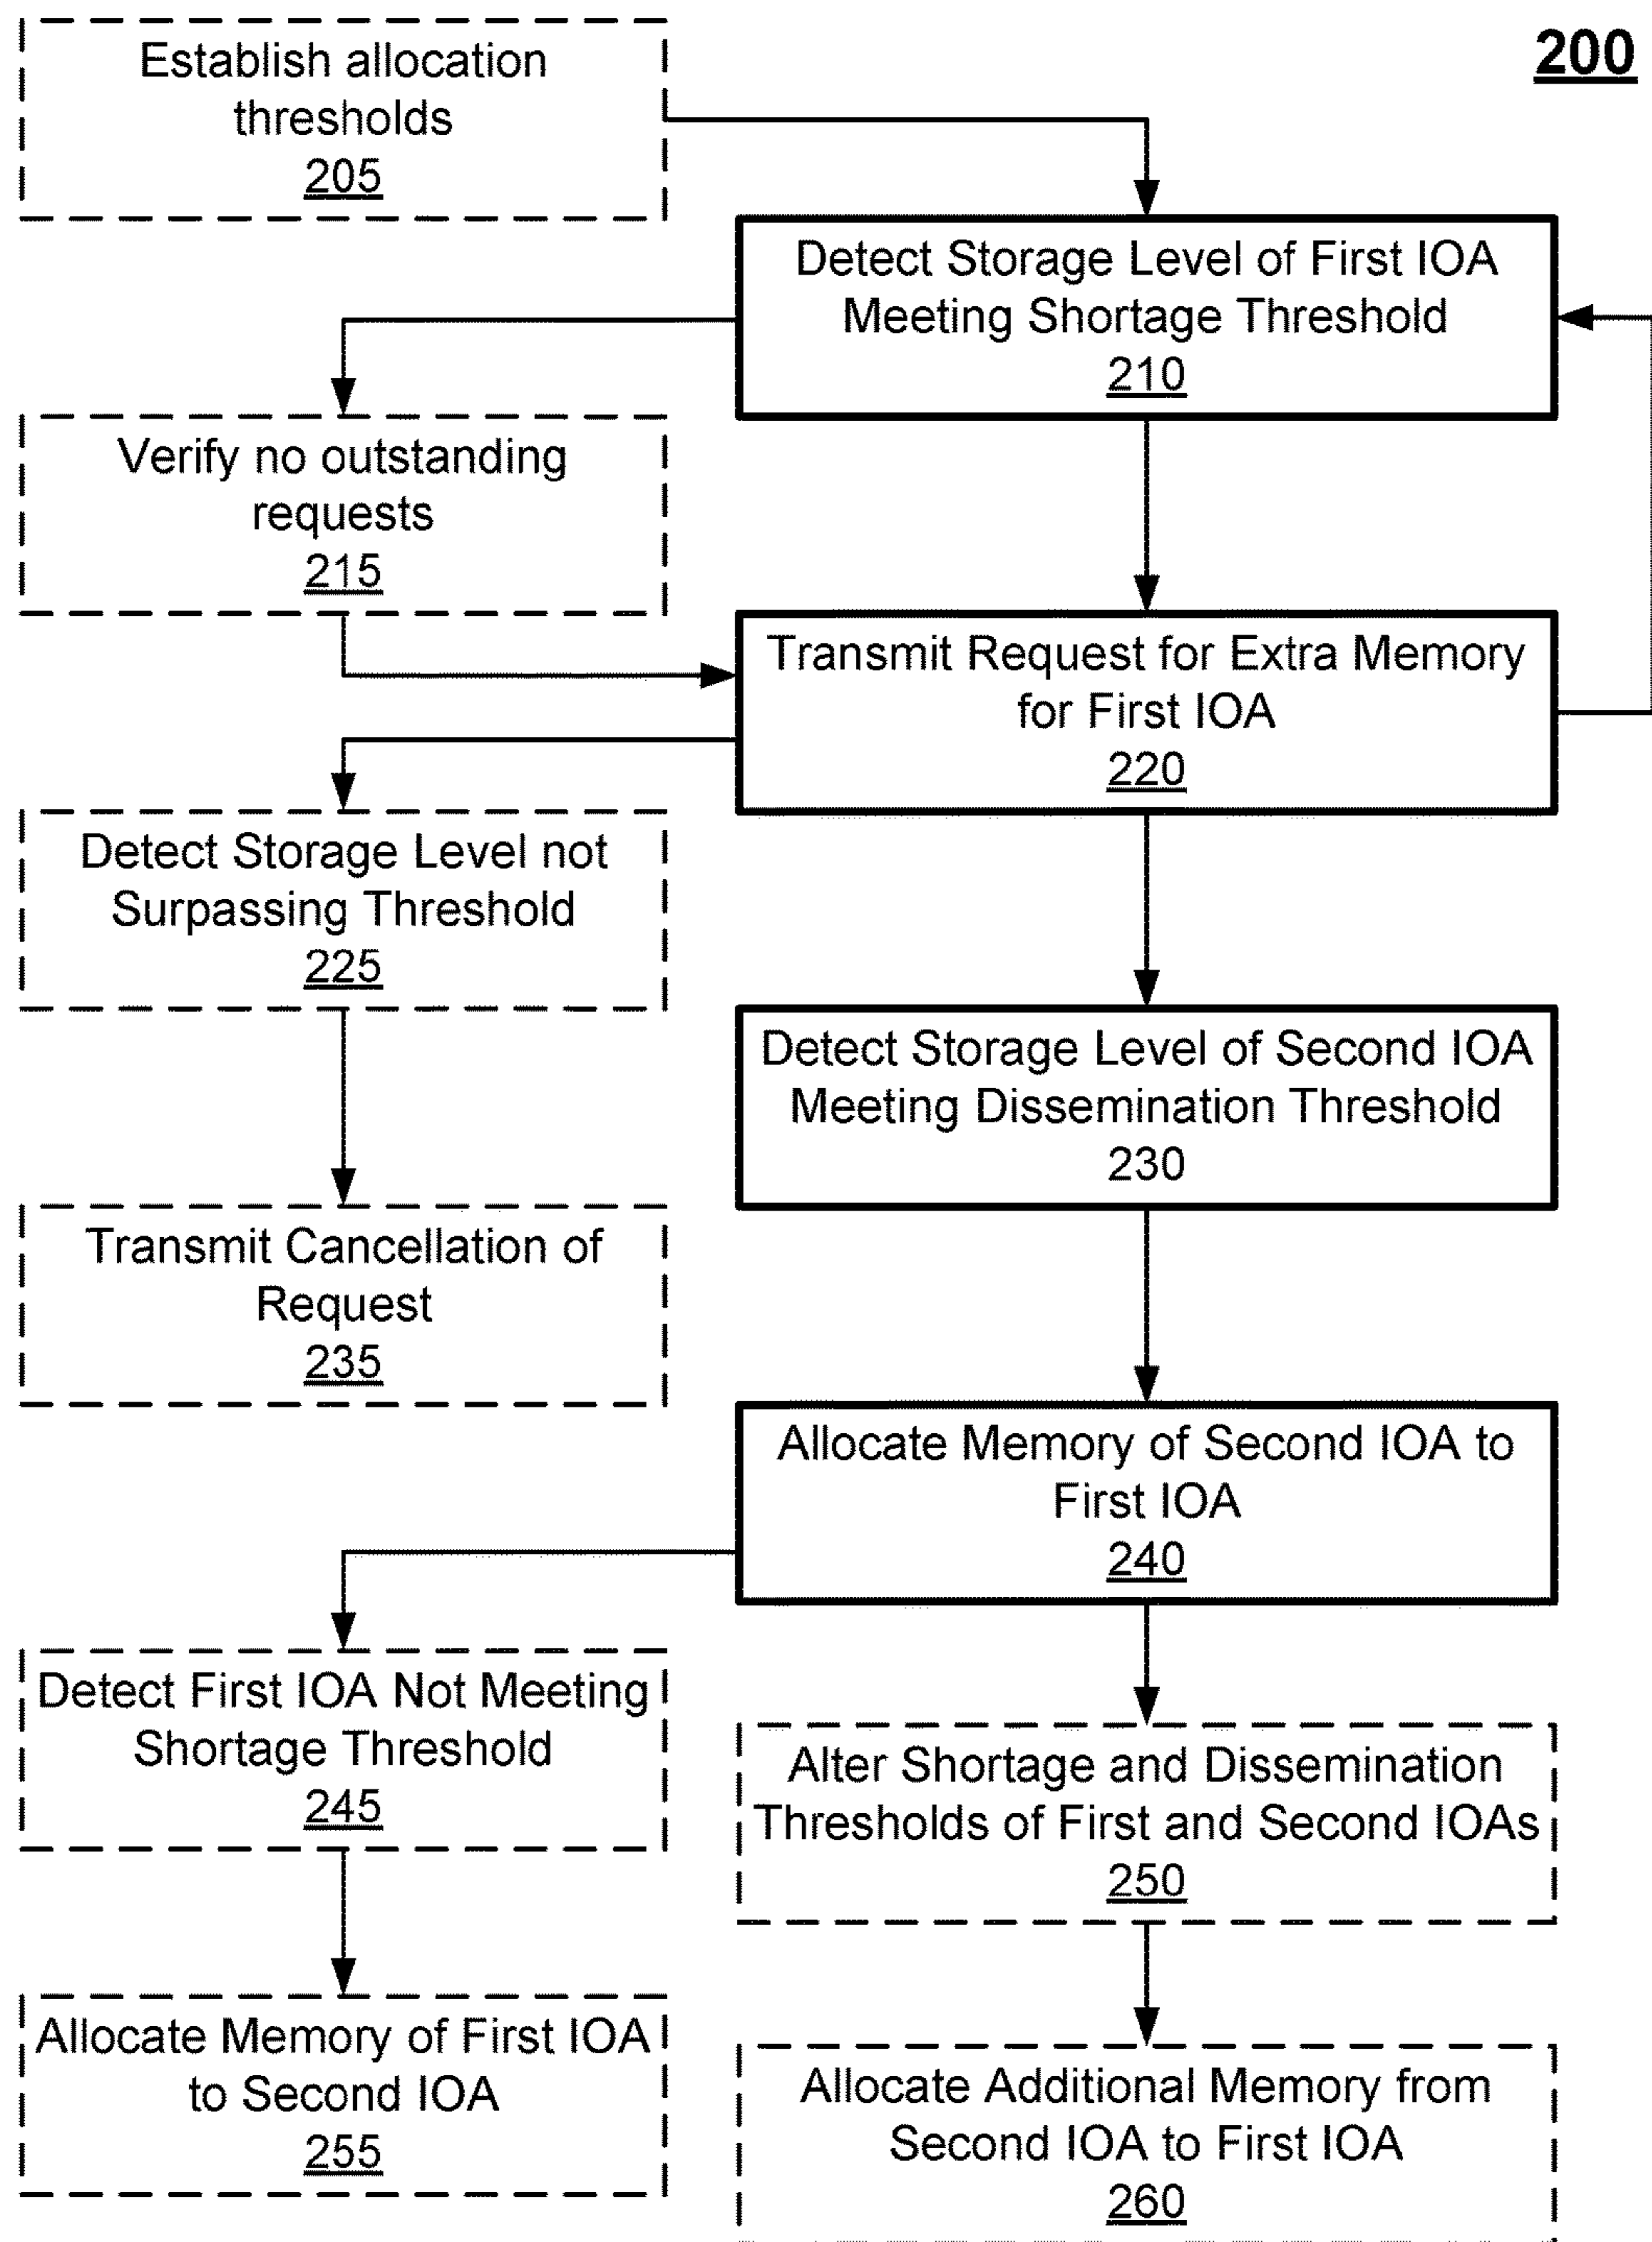 200
Establish allocation
thresholds
205
Detect Storage Level of First IOA
Meeting Shortage Threshold
210
Verify no outstanding
requests
215
Transmit Request for Extra Memory
for First IOA
220
Detect Storage Level not
Surpassing Threshold
225
Detect Storage Level of Second IOA
Meeting Dissemination Threshold
230
Transmit Cancellation of
Request
235
Allocate Memory of Second IOA to
First IOA
240
Detect First IOA Not Meeting
Shortage Threshold
245
Alter Shortage and Dissemination
Thresholds of First and Second IOAs
250
Allocate Memory of First IOA
to Second IOA
255
Allocate Additional Memory from
Second IOA to First IOA
260